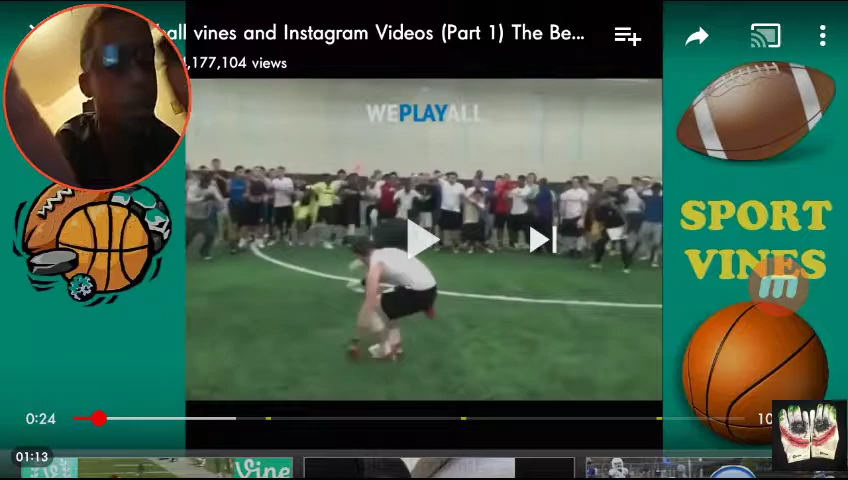 all vines and Instagram Videos (Part 1) The Be...
,177,104 views
WEPLAYALL
SPORT
VINES
m
0:24
10
01:13
Vine